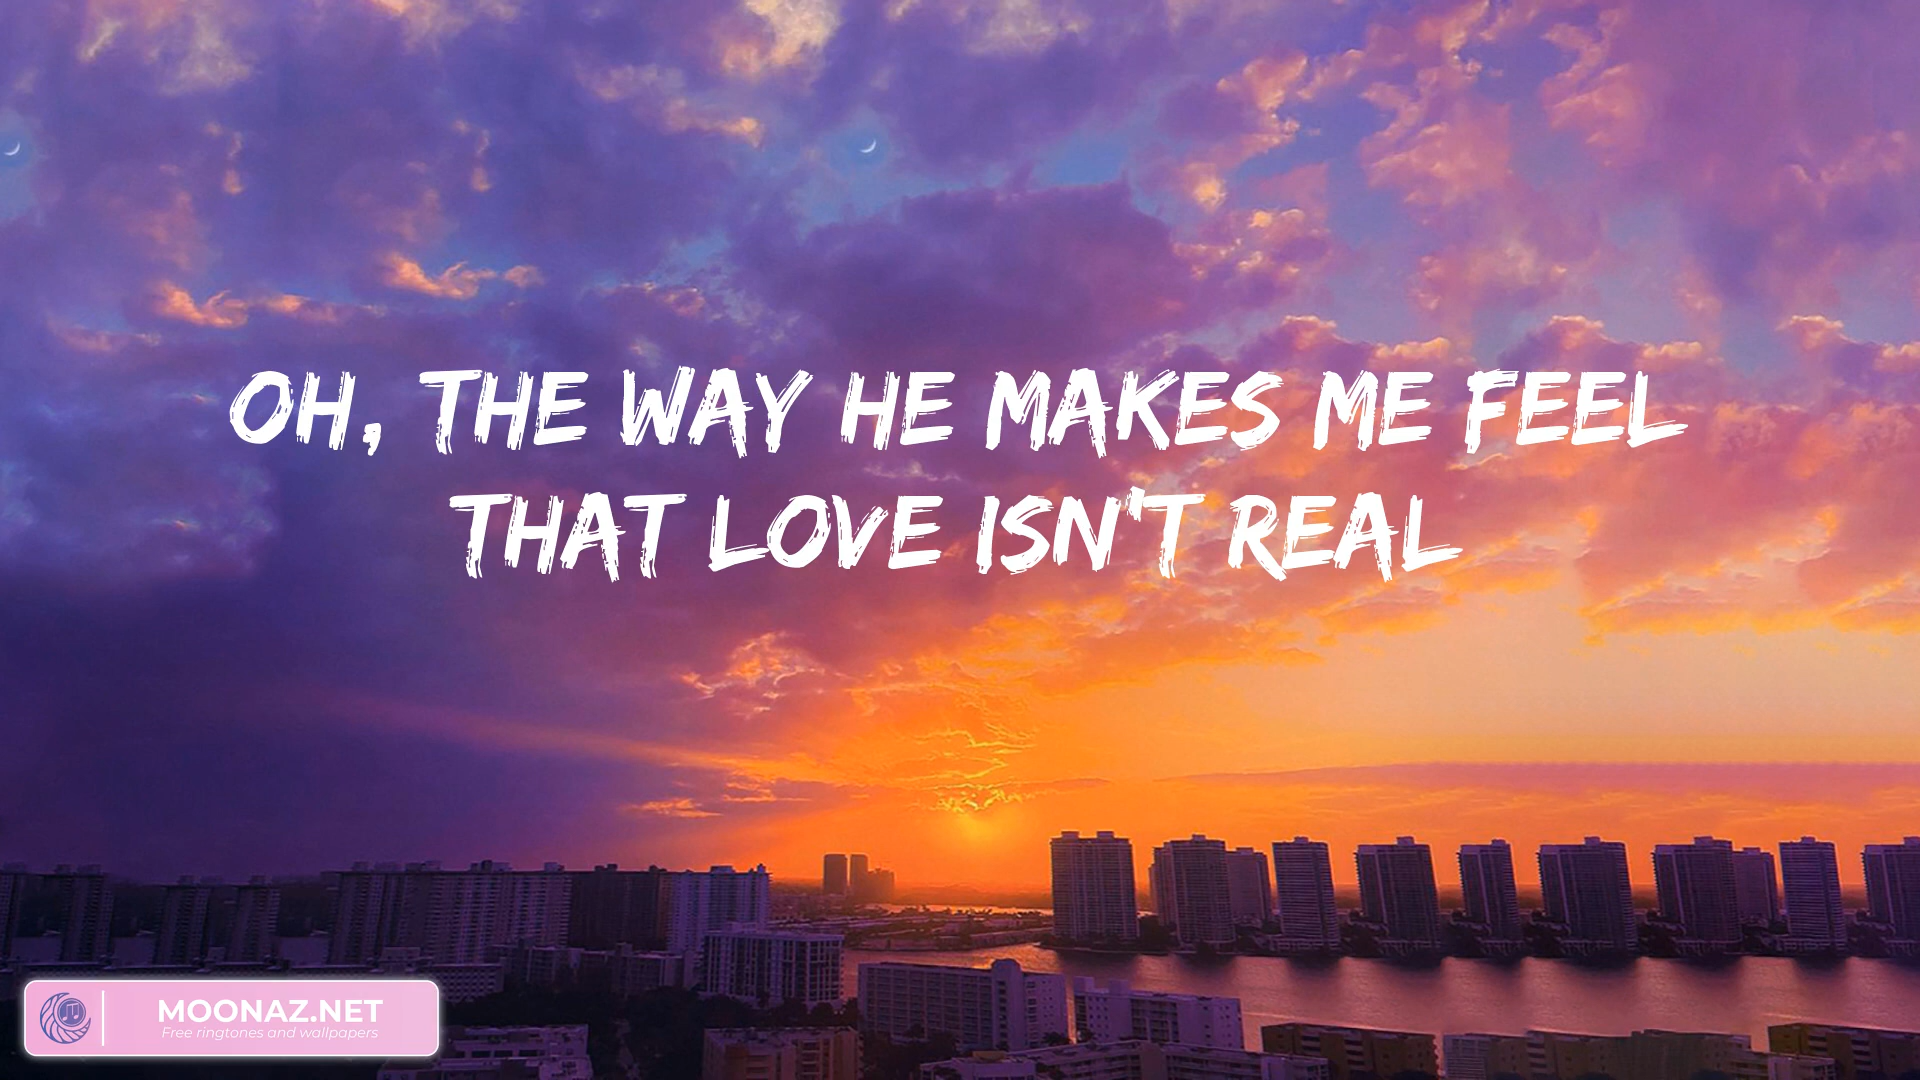 OH, THE WAY HE MAKES ME FEEL
THAT LOVE ISN'T REAL
MOONAZ.NET
Free ringtones and wallpapers